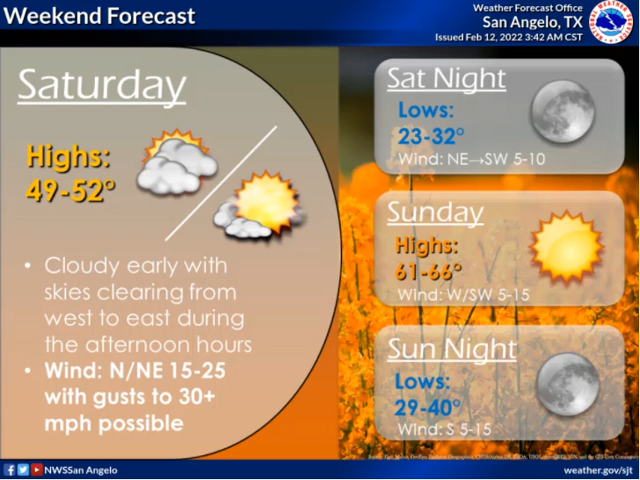 Weekend Forecast
Weather Forecast Office
San Angelo, TX
Issued Feb 12, 2022 3:42 AM CST
Saturday
Highs:
49-52°
• Cloudy early with
skies clearing from
west to east during
the afternoon hours
• Wind: N/NE 15-25
with gusts to 30+
mph possible
Sat Night
Lows:
23-32°
Wind: NE→SW 5-10
Sunday
Highs:
61-66°
Wind: W/SW 5-15
Sun Night
Lows:
29-40°
Wind: S 5-15
NWSSan Angelo
weather.gov/sjt